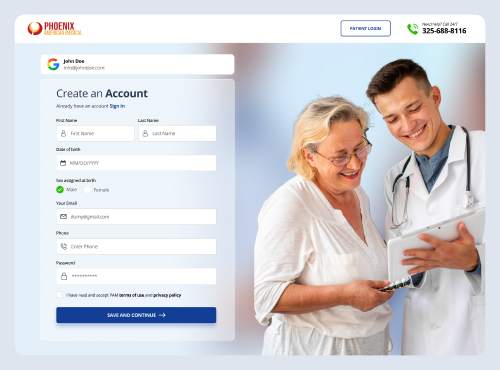 PHOENIX
AMERICAN MEDICAL
PATIENT LOGIN
Need Help? Call 24/7
325-688-8116
John Doe
info@johndoe.com
Create an Account
Already have an account Sign in
First Name
Last Name
First Name
Last Name
Date of birth
MM/DD/YYYY
Sex assigned at birth
Male
Female
Your Email
dumy@gmail.com
Phone
Enter Phone
Password
**********
I have read and accept PAM terms of use and privacy policy
SAVE AND CONTINUE